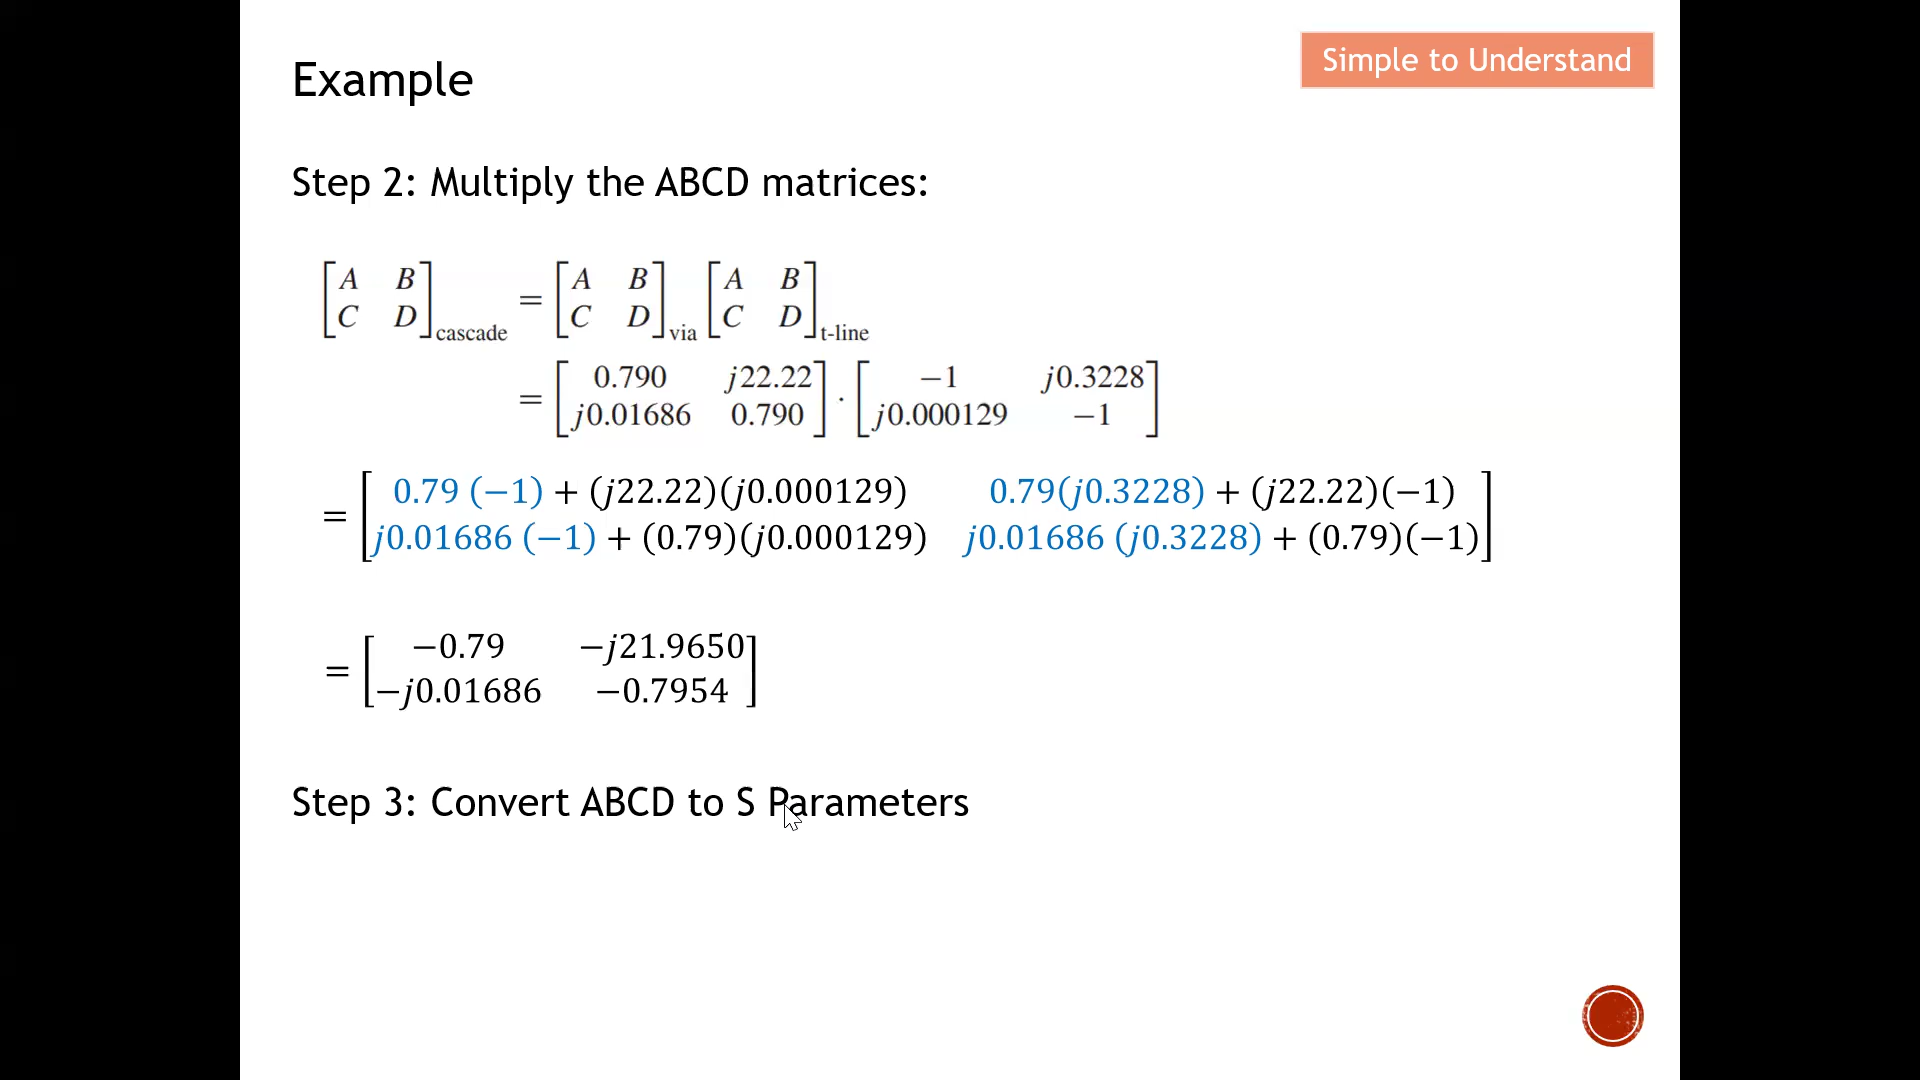 Simple to Understand
Example
Step 2: Multiply the ABCD matrices:
[A B; C D]cascade = [A B; C D]via [A B; C D]t-line
= [0.790 j22.22; j0.01686 0.790] · [−1 j0.3228; j0.000129 −1]
= [0.79 (−1) + (j22.22)(j0.000129) 0.79(j0.3228) + (j22.22)(−1); j0.01686 (−1) + (0.79)(j0.000129) j0.01686 (j0.3228) + (0.79)(−1)]
= [−0.79 −j21.9650; −j0.01686 −0.7954]
Step 3: Convert ABCD to S Parameters